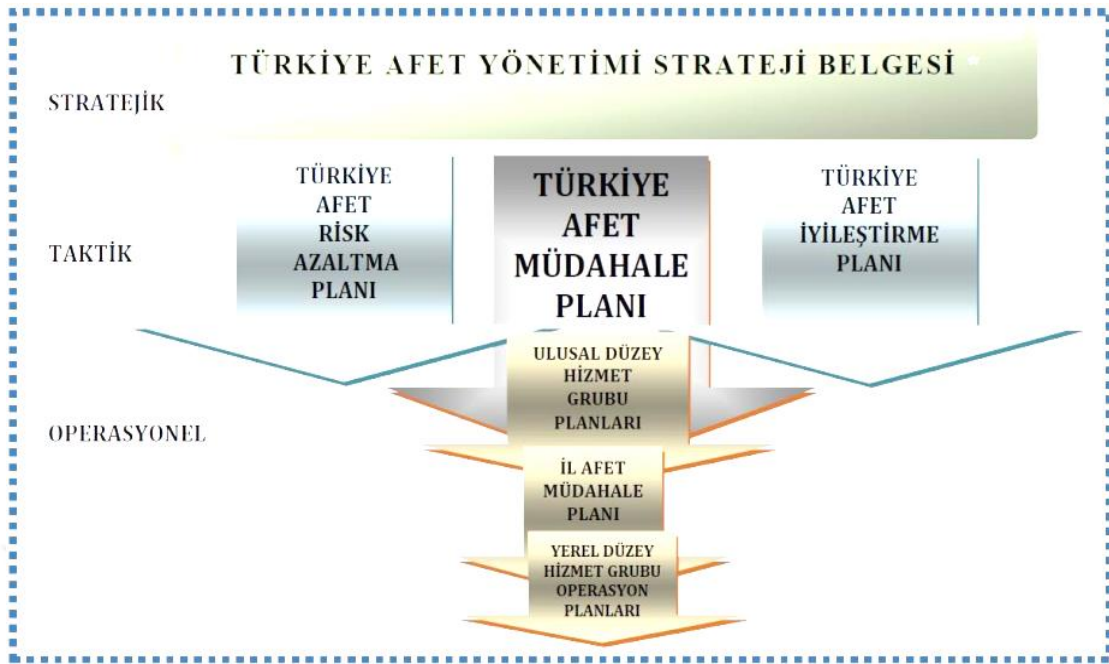 TÜRKİYE AFET YÖNETİMİ STRATEJİ BELGESİ *
STRATEJİK
TÜRKİYE
AFET
RİSK
AZALTMA
PLANI
TÜRKİYE
AFET
MÜDAHALE
PLANI
TÜRKİYE
AFET
İYİLEŞTİRME
PLANI
TAKTİK
ULUSAL DÜZEY
HİZMET
GRUBU
PLANLARI
OPERASYONEL
İL AFET
MÜDAHALE
PLANI
YEREL DÜZEY
HİZMET GRUBU
OPERASYON
PLANLARI